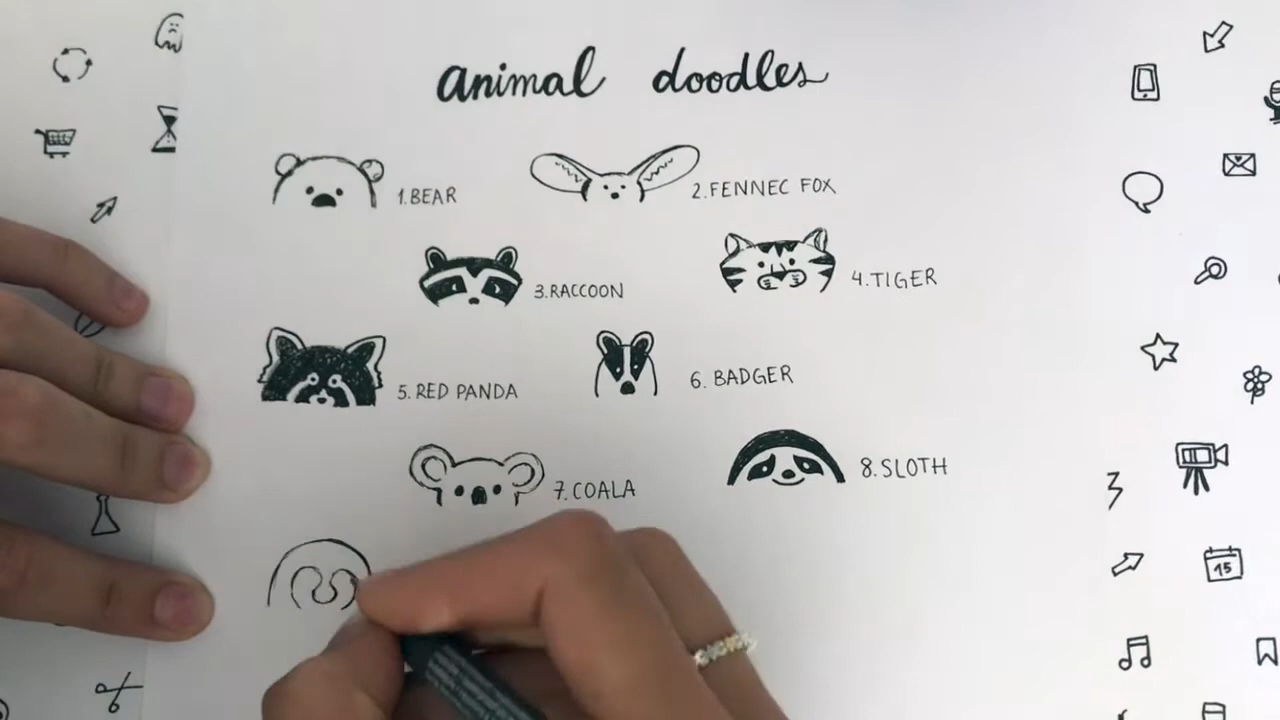 animal doodles
1.BEAR
2.FENNEC FOX
3.RACCOON
4.TIGER
5. RED PANDA
6. BADGER
7.COALA
8.SLOTH
15